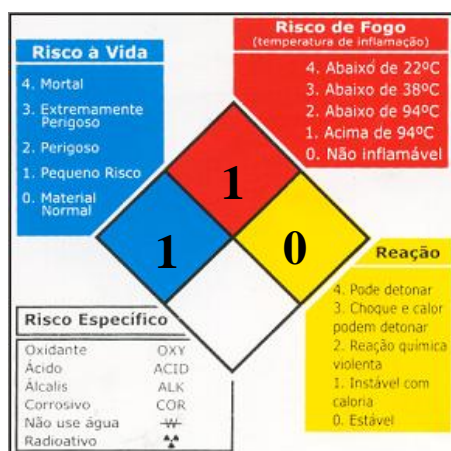 Risco à Vida
4. Mortal
3. Extremamente
Perigoso
2. Perigoso
1. Pequeno Risco
0. Material
Normal
Risco de Fogo
(temperatura de inflamação)
4. Abaixo de 22ºC
3. Abaixo de 38ºC
2. Abaixo de 94ºC
1. Acima de 94ºC
0. Não inflamável
1
1
0
Reação
4. Pode detonar
3. Choque e calor
podem detonar
2. Reação química
violenta
1. Instável com
caloria
0. Estável
Risco Específico
Oxidante OXY
Ácido ACID
Álcalis ALK
Corrosivo COR
Não use água W
Radioativo